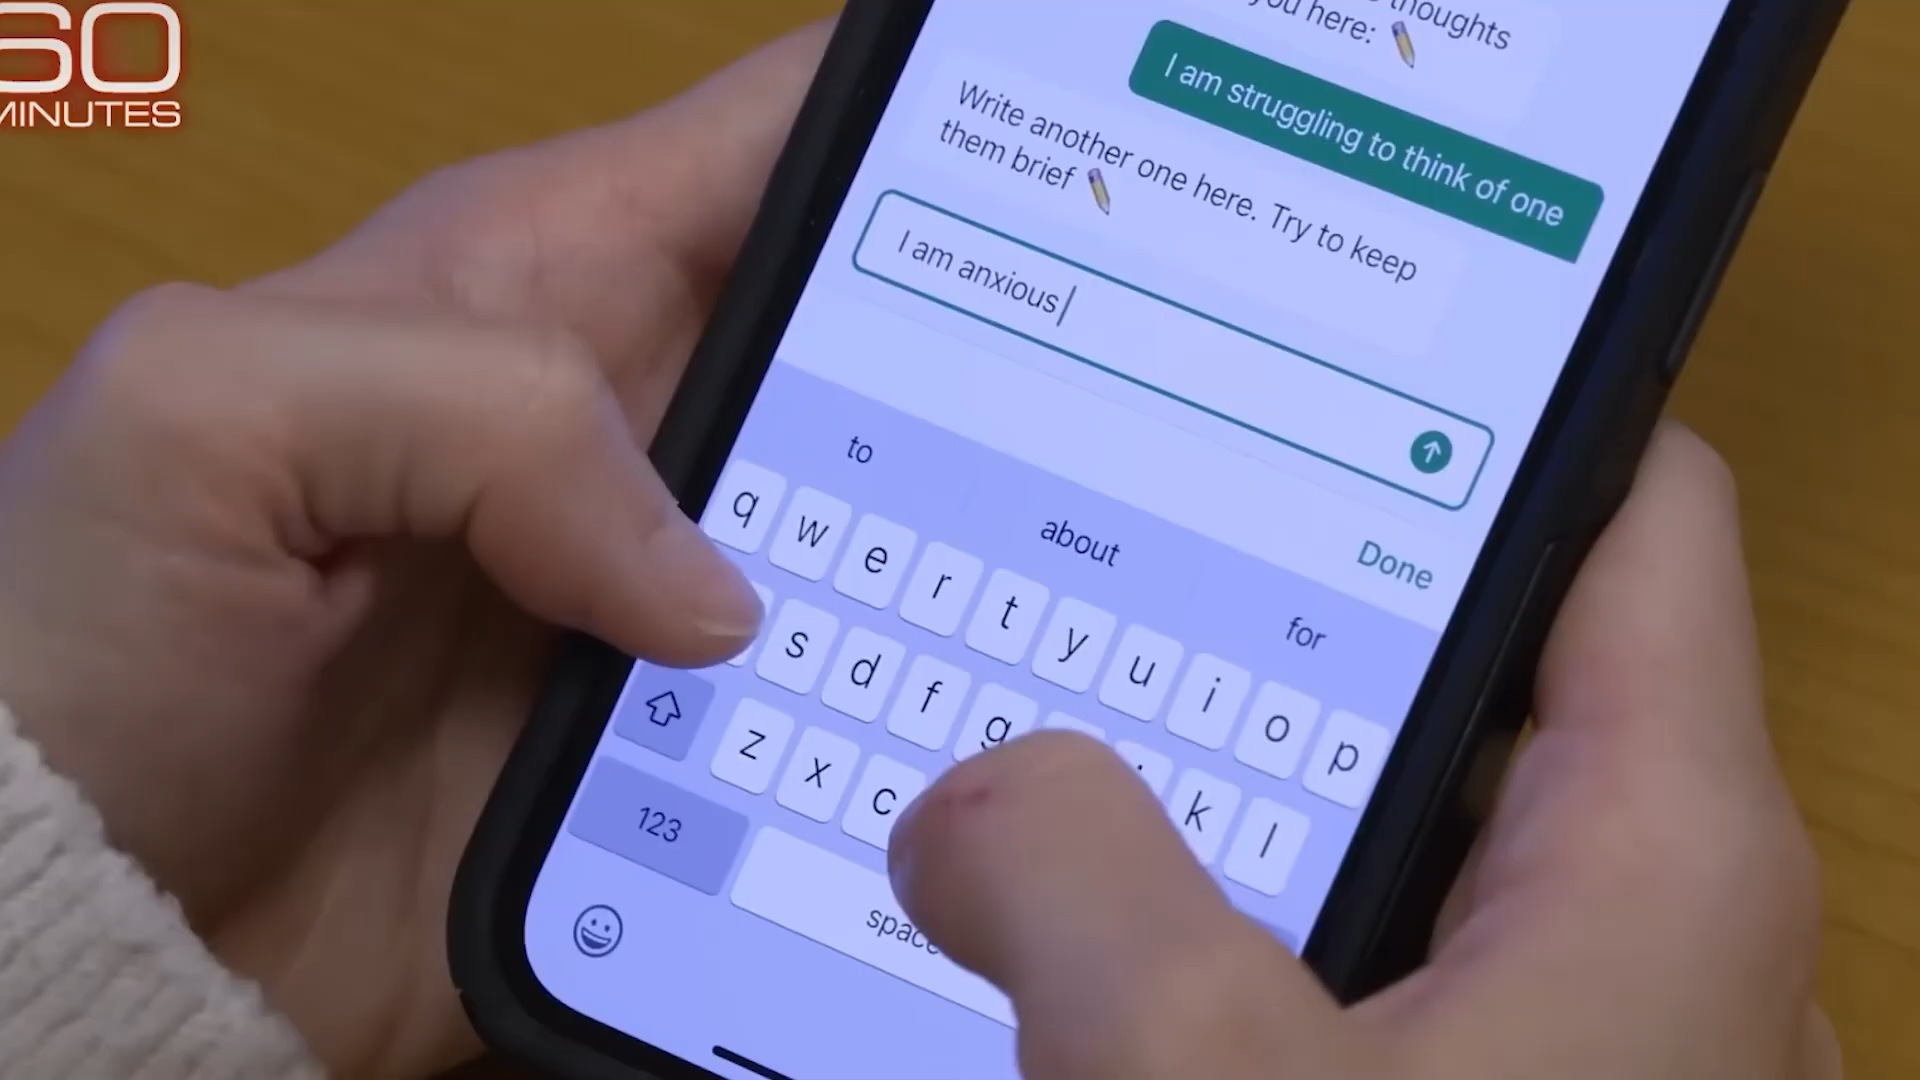 60
MINUTES
thoughts
you here:
I am struggling to think of one
Write another one here. Try to keep
them brief
I am anxious
to about for
Done
q w e r t y u i o p
s d f g k l
z x c
123
space